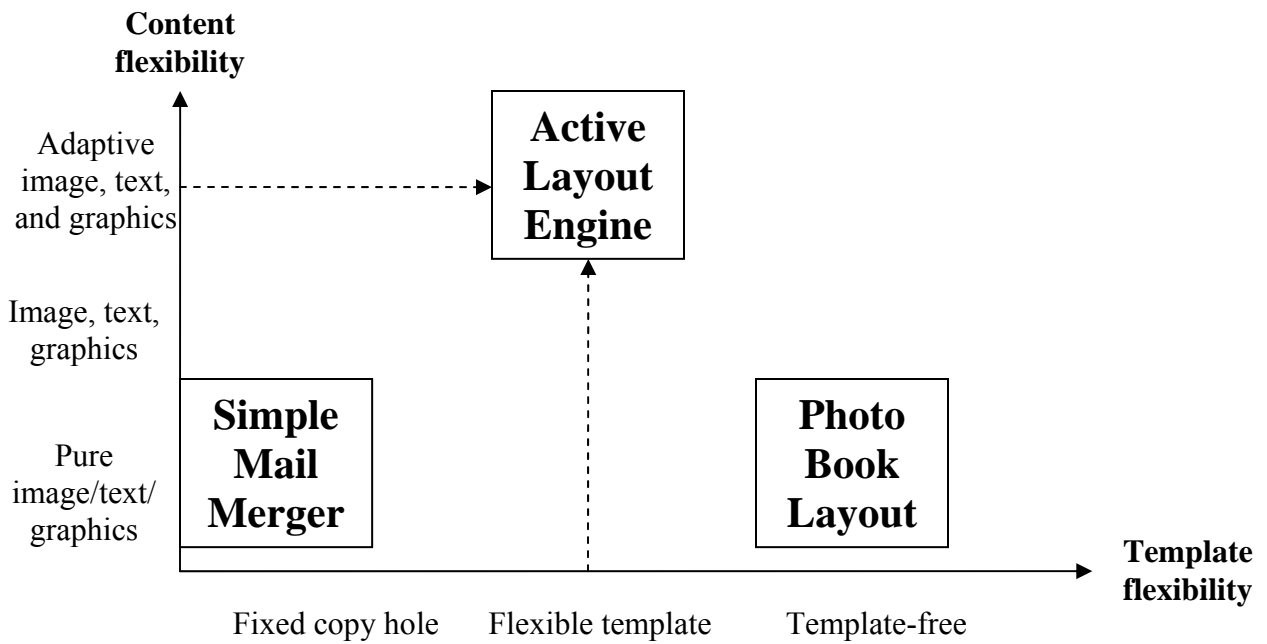 Content
flexibility
Adaptive
image, text,
and graphics
Active
Layout
Engine
Image, text,
graphics
Pure
image/text/
graphics
Simple
Mail
Merger
Photo
Book
Layout
Template
flexibility
Fixed copy hole
Flexible template
Template-free